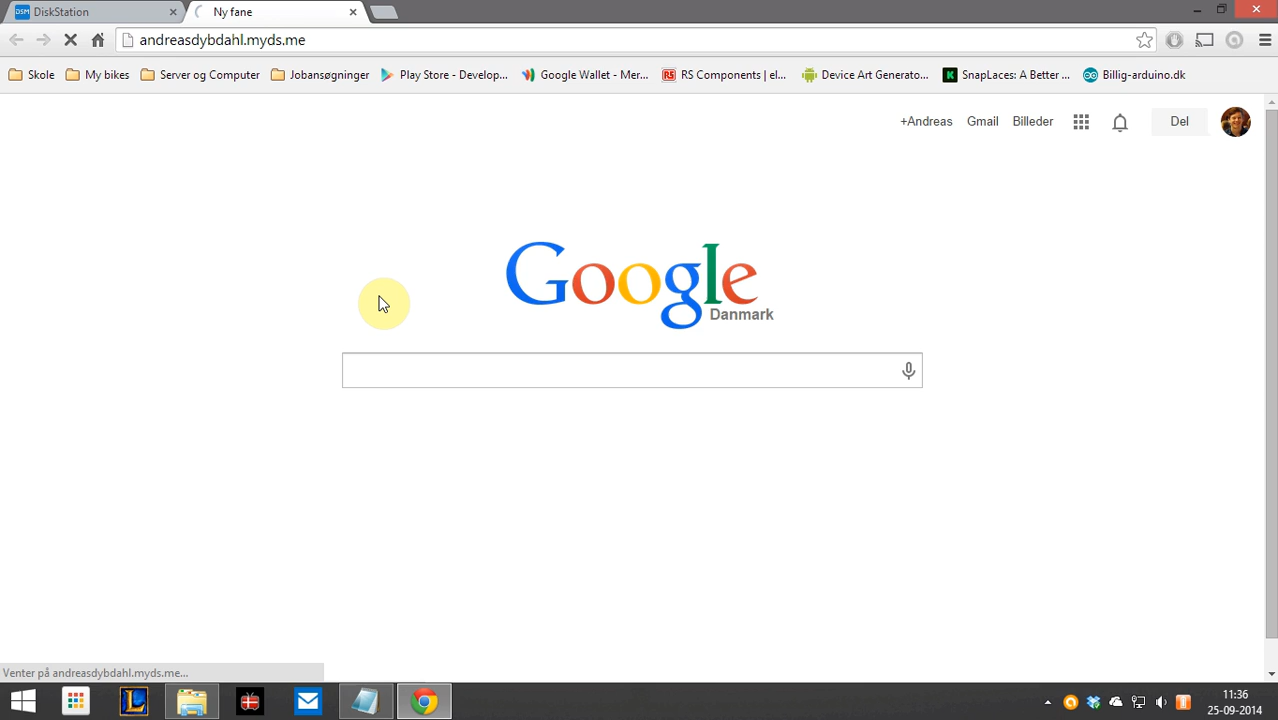 DSM DiskStation
Ny fane
andreasdybdahl.myds.me
Skole My bikes Server og Computer Jobansøgninger Play Store - Develop... Google Wallet - Mer... RS RS Components | el... Device Art Generato... K SnapLaces: A Better ... Billig-arduino.dk
+Andreas Gmail Billeder Del
Google
Danmark
Venter på andreasdybdahl.myds.me...
L
11:36
25-09-2014